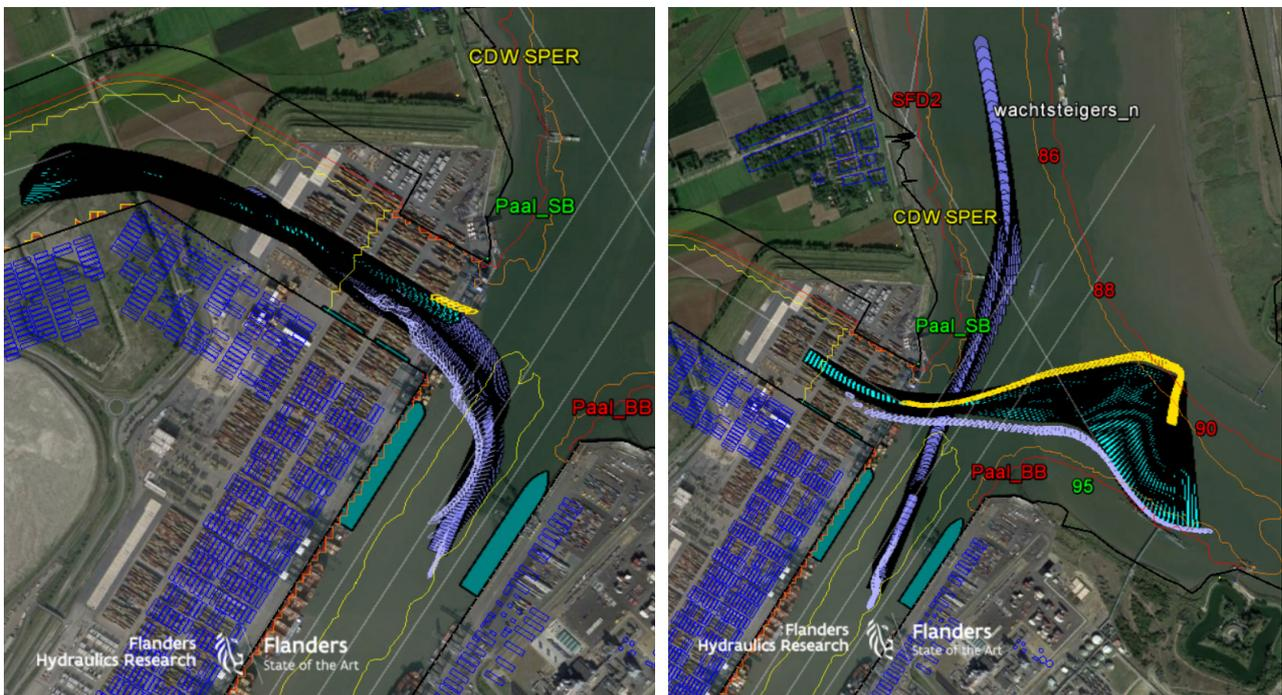 CDW SPER
Paal_SB
Paal_BB
Flanders
Hydraulics Research
Flanders
State of the Art
SFD2
wachtsteigers_n
86
CDW SPER
88
Paal_SB
90
Paal_BB
95
Flanders
Hydraulics Research
Flanders
State of the Art